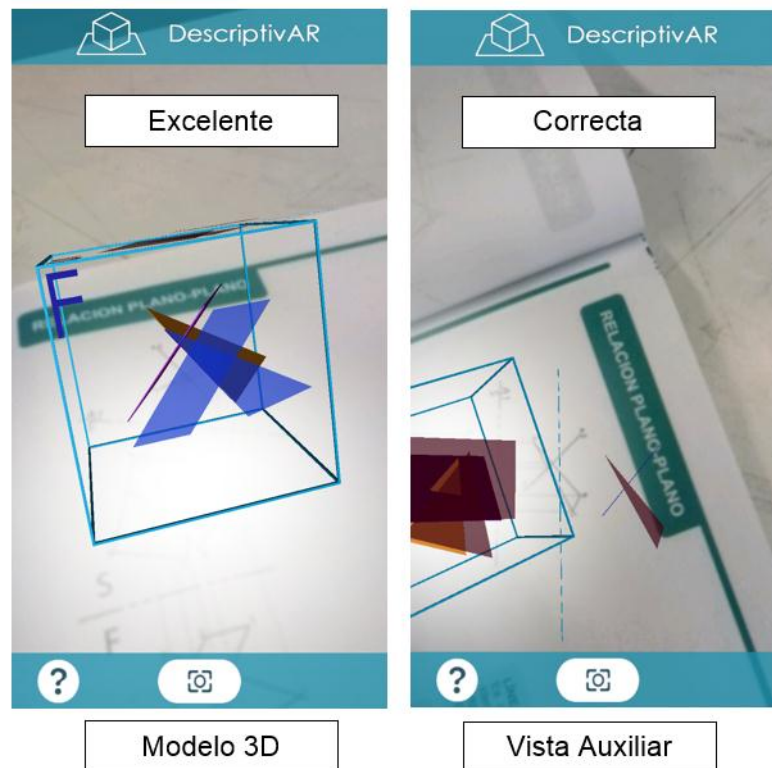 DescriptivAR
Excelente
F
RELACION PLANO-PLANO
S
F
?
Modelo 3D
DescriptivAR
Correcta
RELACION PLANO-PLANO
?
Vista Auxiliar